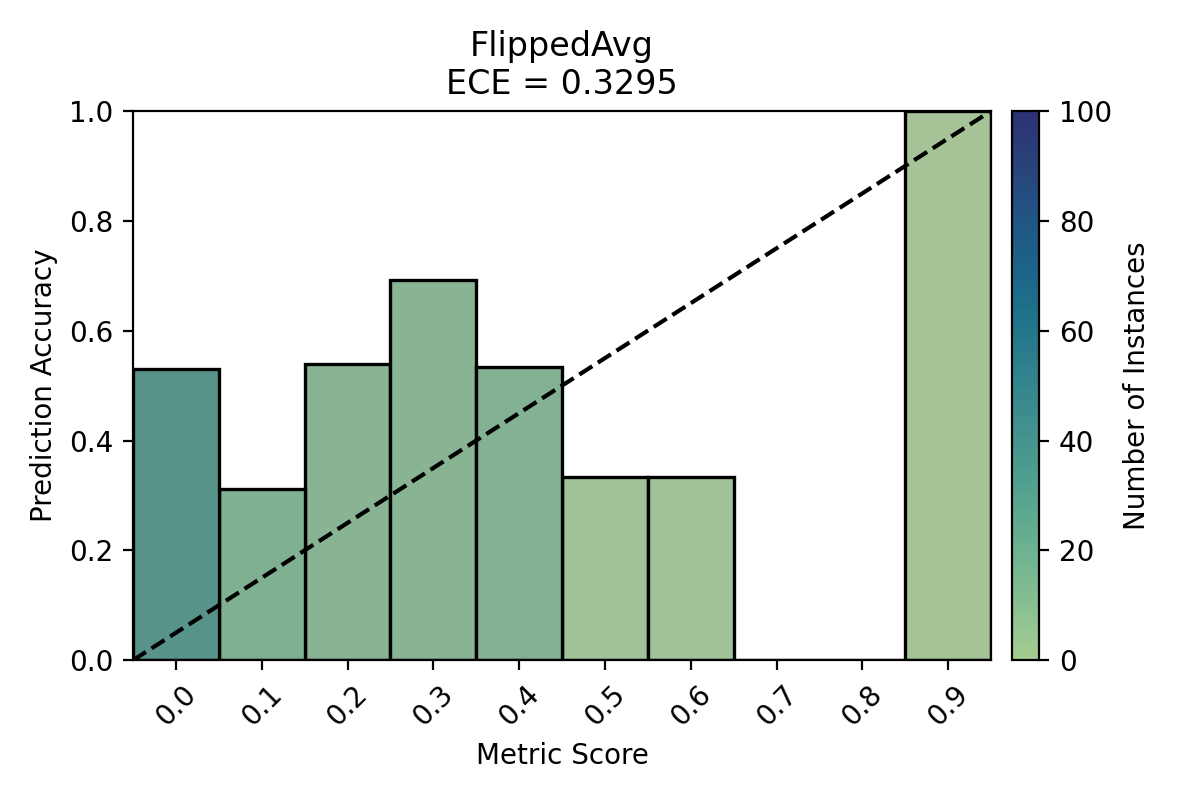 FlippedAvg
ECE = 0.3295
1.0
0.8
0.6
0.4
0.2
0.0
Prediction Accuracy
0.0 0.1 0.2 0.3 0.4 0.5 0.6 0.7 0.8 0.9
Metric Score
100
80
60
40
20
0
Number of Instances